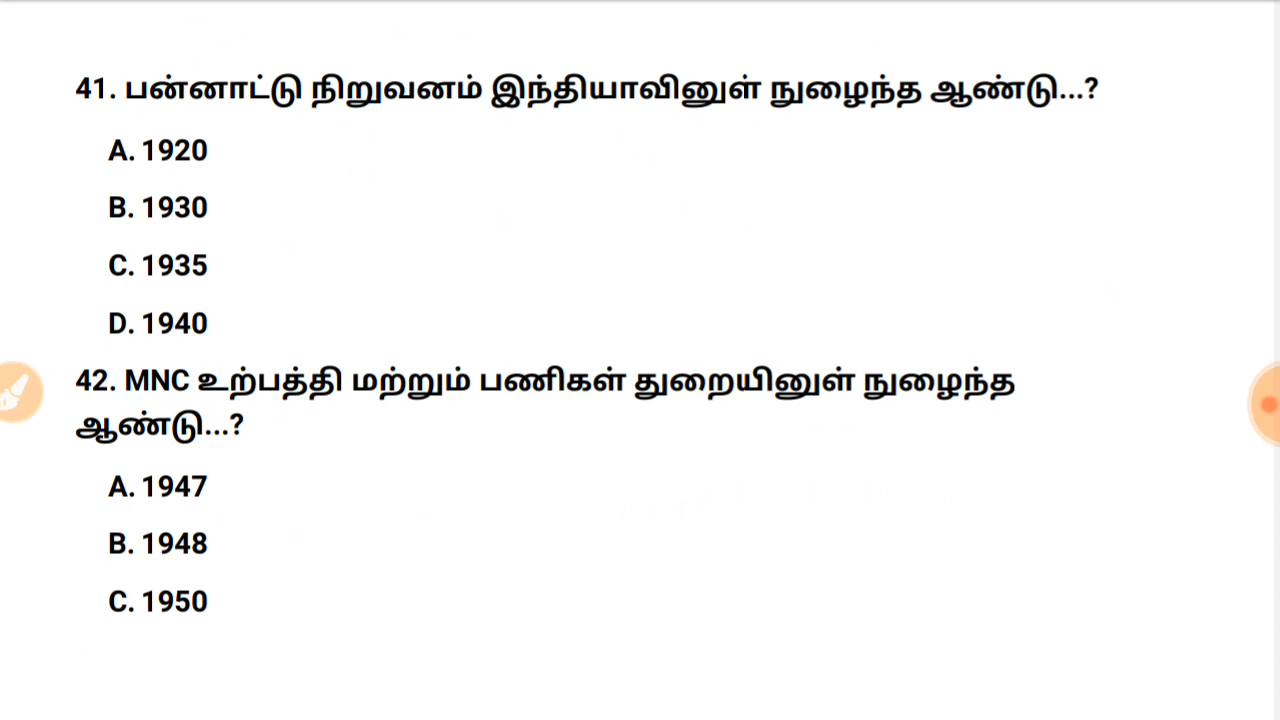 41. பன்னாட்டு நிறுவனம் இந்தியாவினுள் நுழைந்த ஆண்டு...?
A. 1920
B. 1930
C. 1935
D. 1940
42. MNC உற்பத்தி மற்றும் பணிகள் துறையினுள் நுழைந்த
ஆண்டு...?
A. 1947
B. 1948
C. 1950